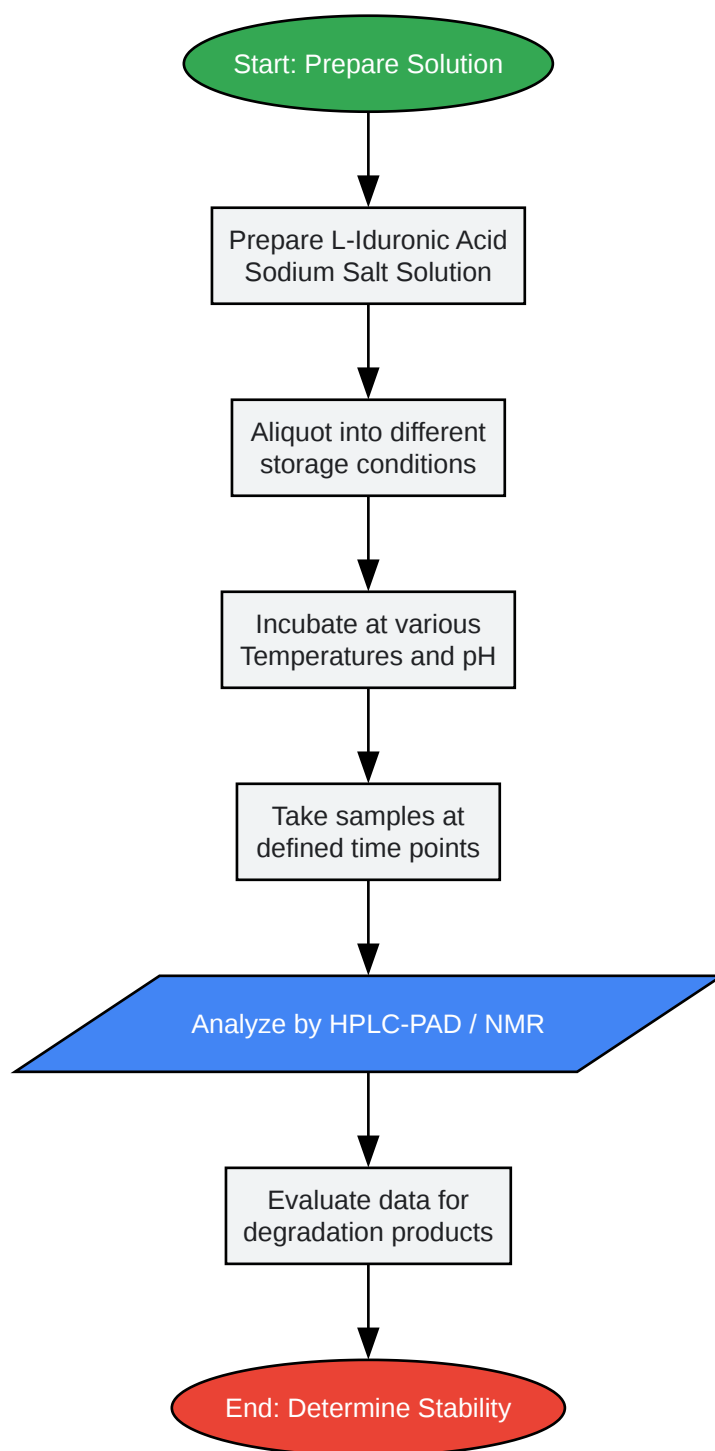 Start: Prepare Solution
Prepare L-Iduronic Acid
Sodium Salt Solution
Aliquot into different
storage conditions
Incubate at various
Temperatures and pH
Take samples at
defined time points
Analyze by HPLC-PAD / NMR
Evaluate data for
degradation products
End: Determine Stability